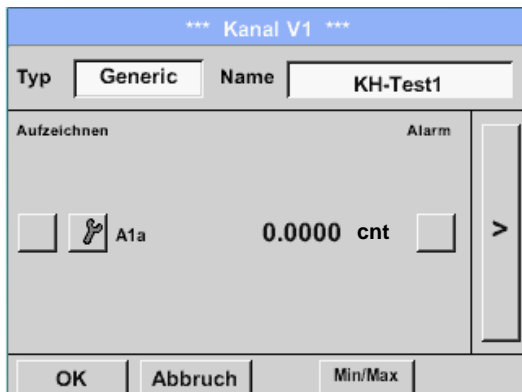 *** Kanal V1 ***
Typ Generic Name KH-Test1
Aufzeichnen Alarm
A1a 0.0000 cnt >
OK Abbruch Min/Max